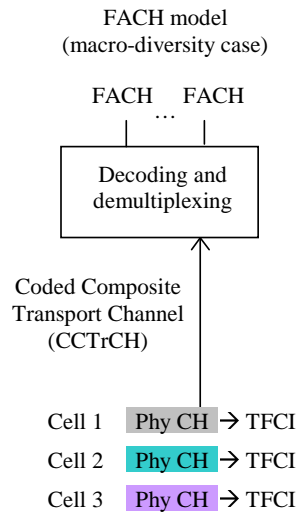 FACH model
(macro-diversity case)
FACH FACH
…
Decoding and
demultiplexing
Coded Composite
Transport Channel
(CCTrCH)
Cell 1 Phy CH → TFCI
Cell 2 Phy CH → TFCI
Cell 3 Phy CH → TFCI